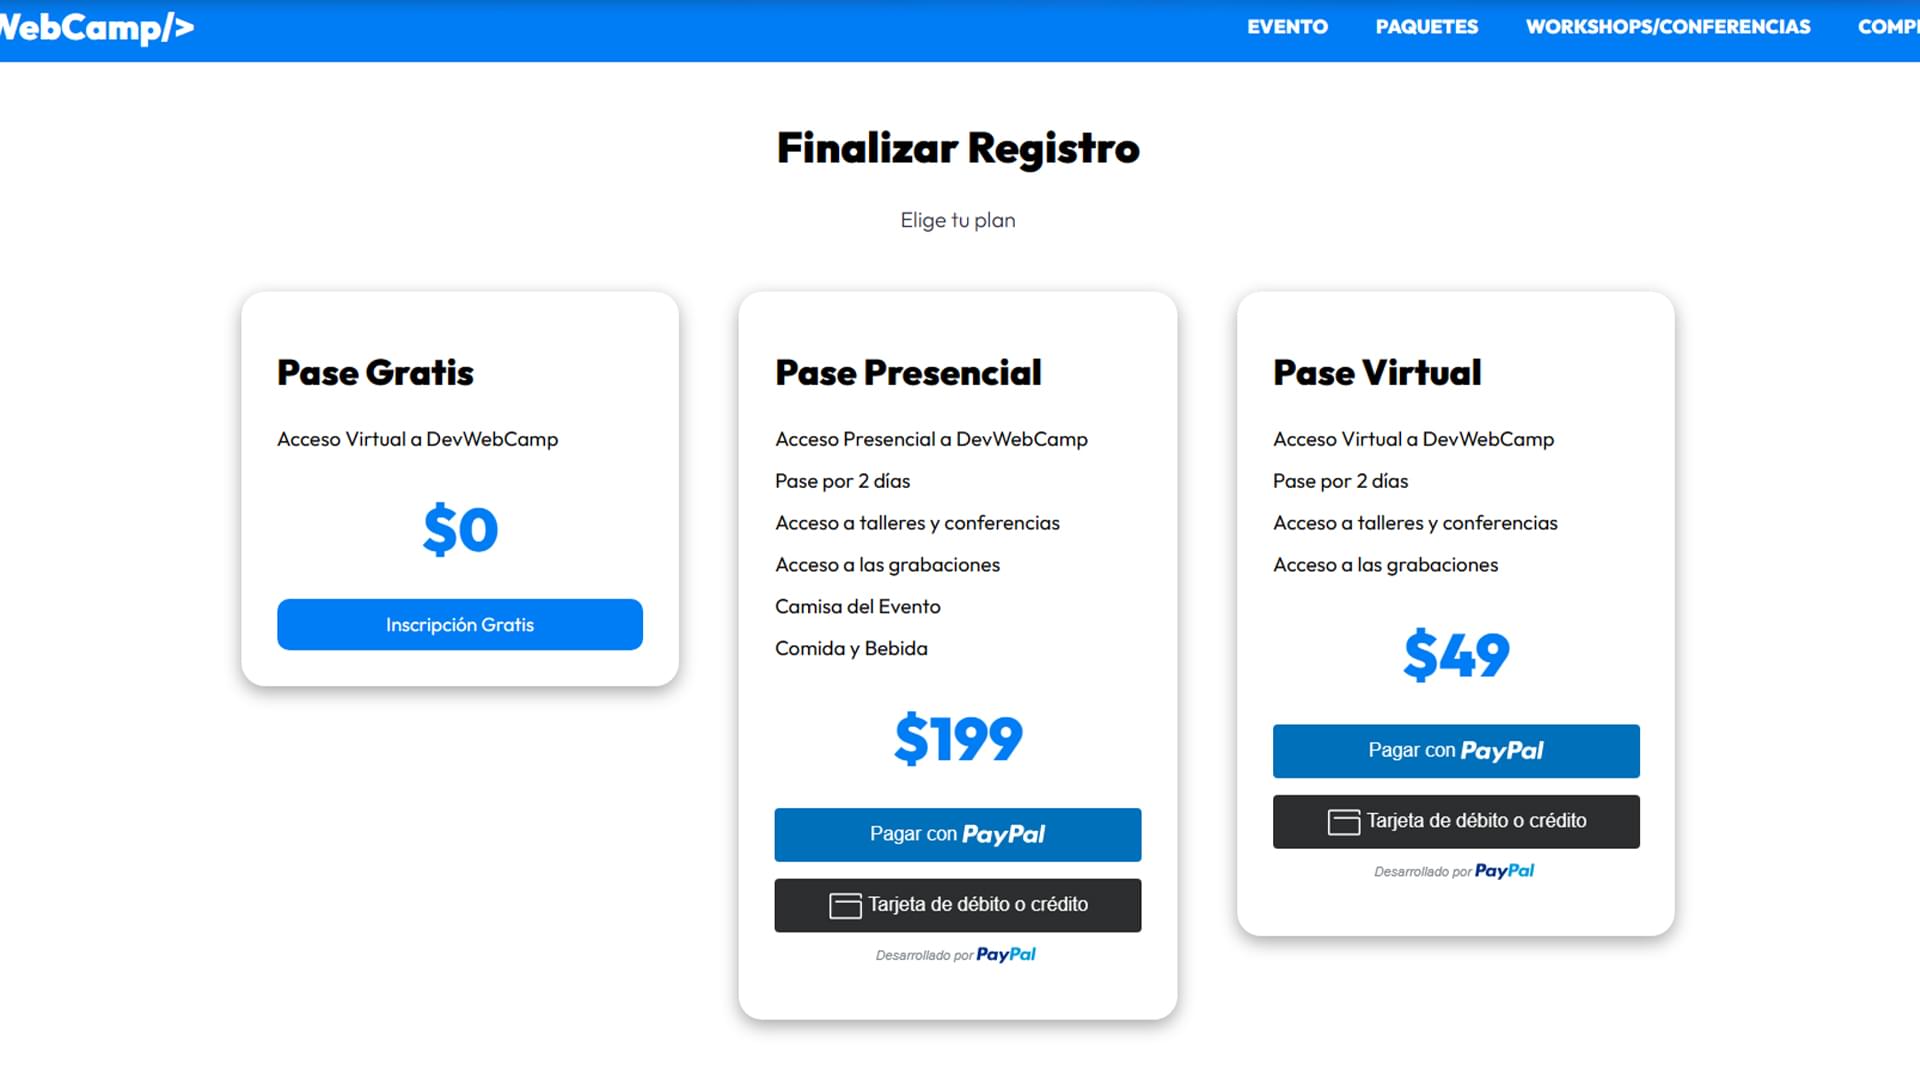 WebCamp/>
EVENTO
PAQUETES
WORKSHOPS/CONFERENCIAS
Finalizar Registro
Elige tu plan
Pase Gratis
Acceso Virtual a DevWebCamp
$0
Inscripción Gratis
Pase Presencial
Acceso Presencial a DevWebCamp
Pase por 2 días
Acceso a talleres y conferencias
Acceso a las grabaciones
Camisa del Evento
Comida y Bebida
$199
Pagar con PayPal
Tarjeta de débito o crédito
Desarrollado por PayPal
Pase Virtual
Acceso Virtual a DevWebCamp
Pase por 2 días
Acceso a talleres y conferencias
Acceso a las grabaciones
$49
Pagar con PayPal
Tarjeta de débito o crédito
Desarrollado por PayPal